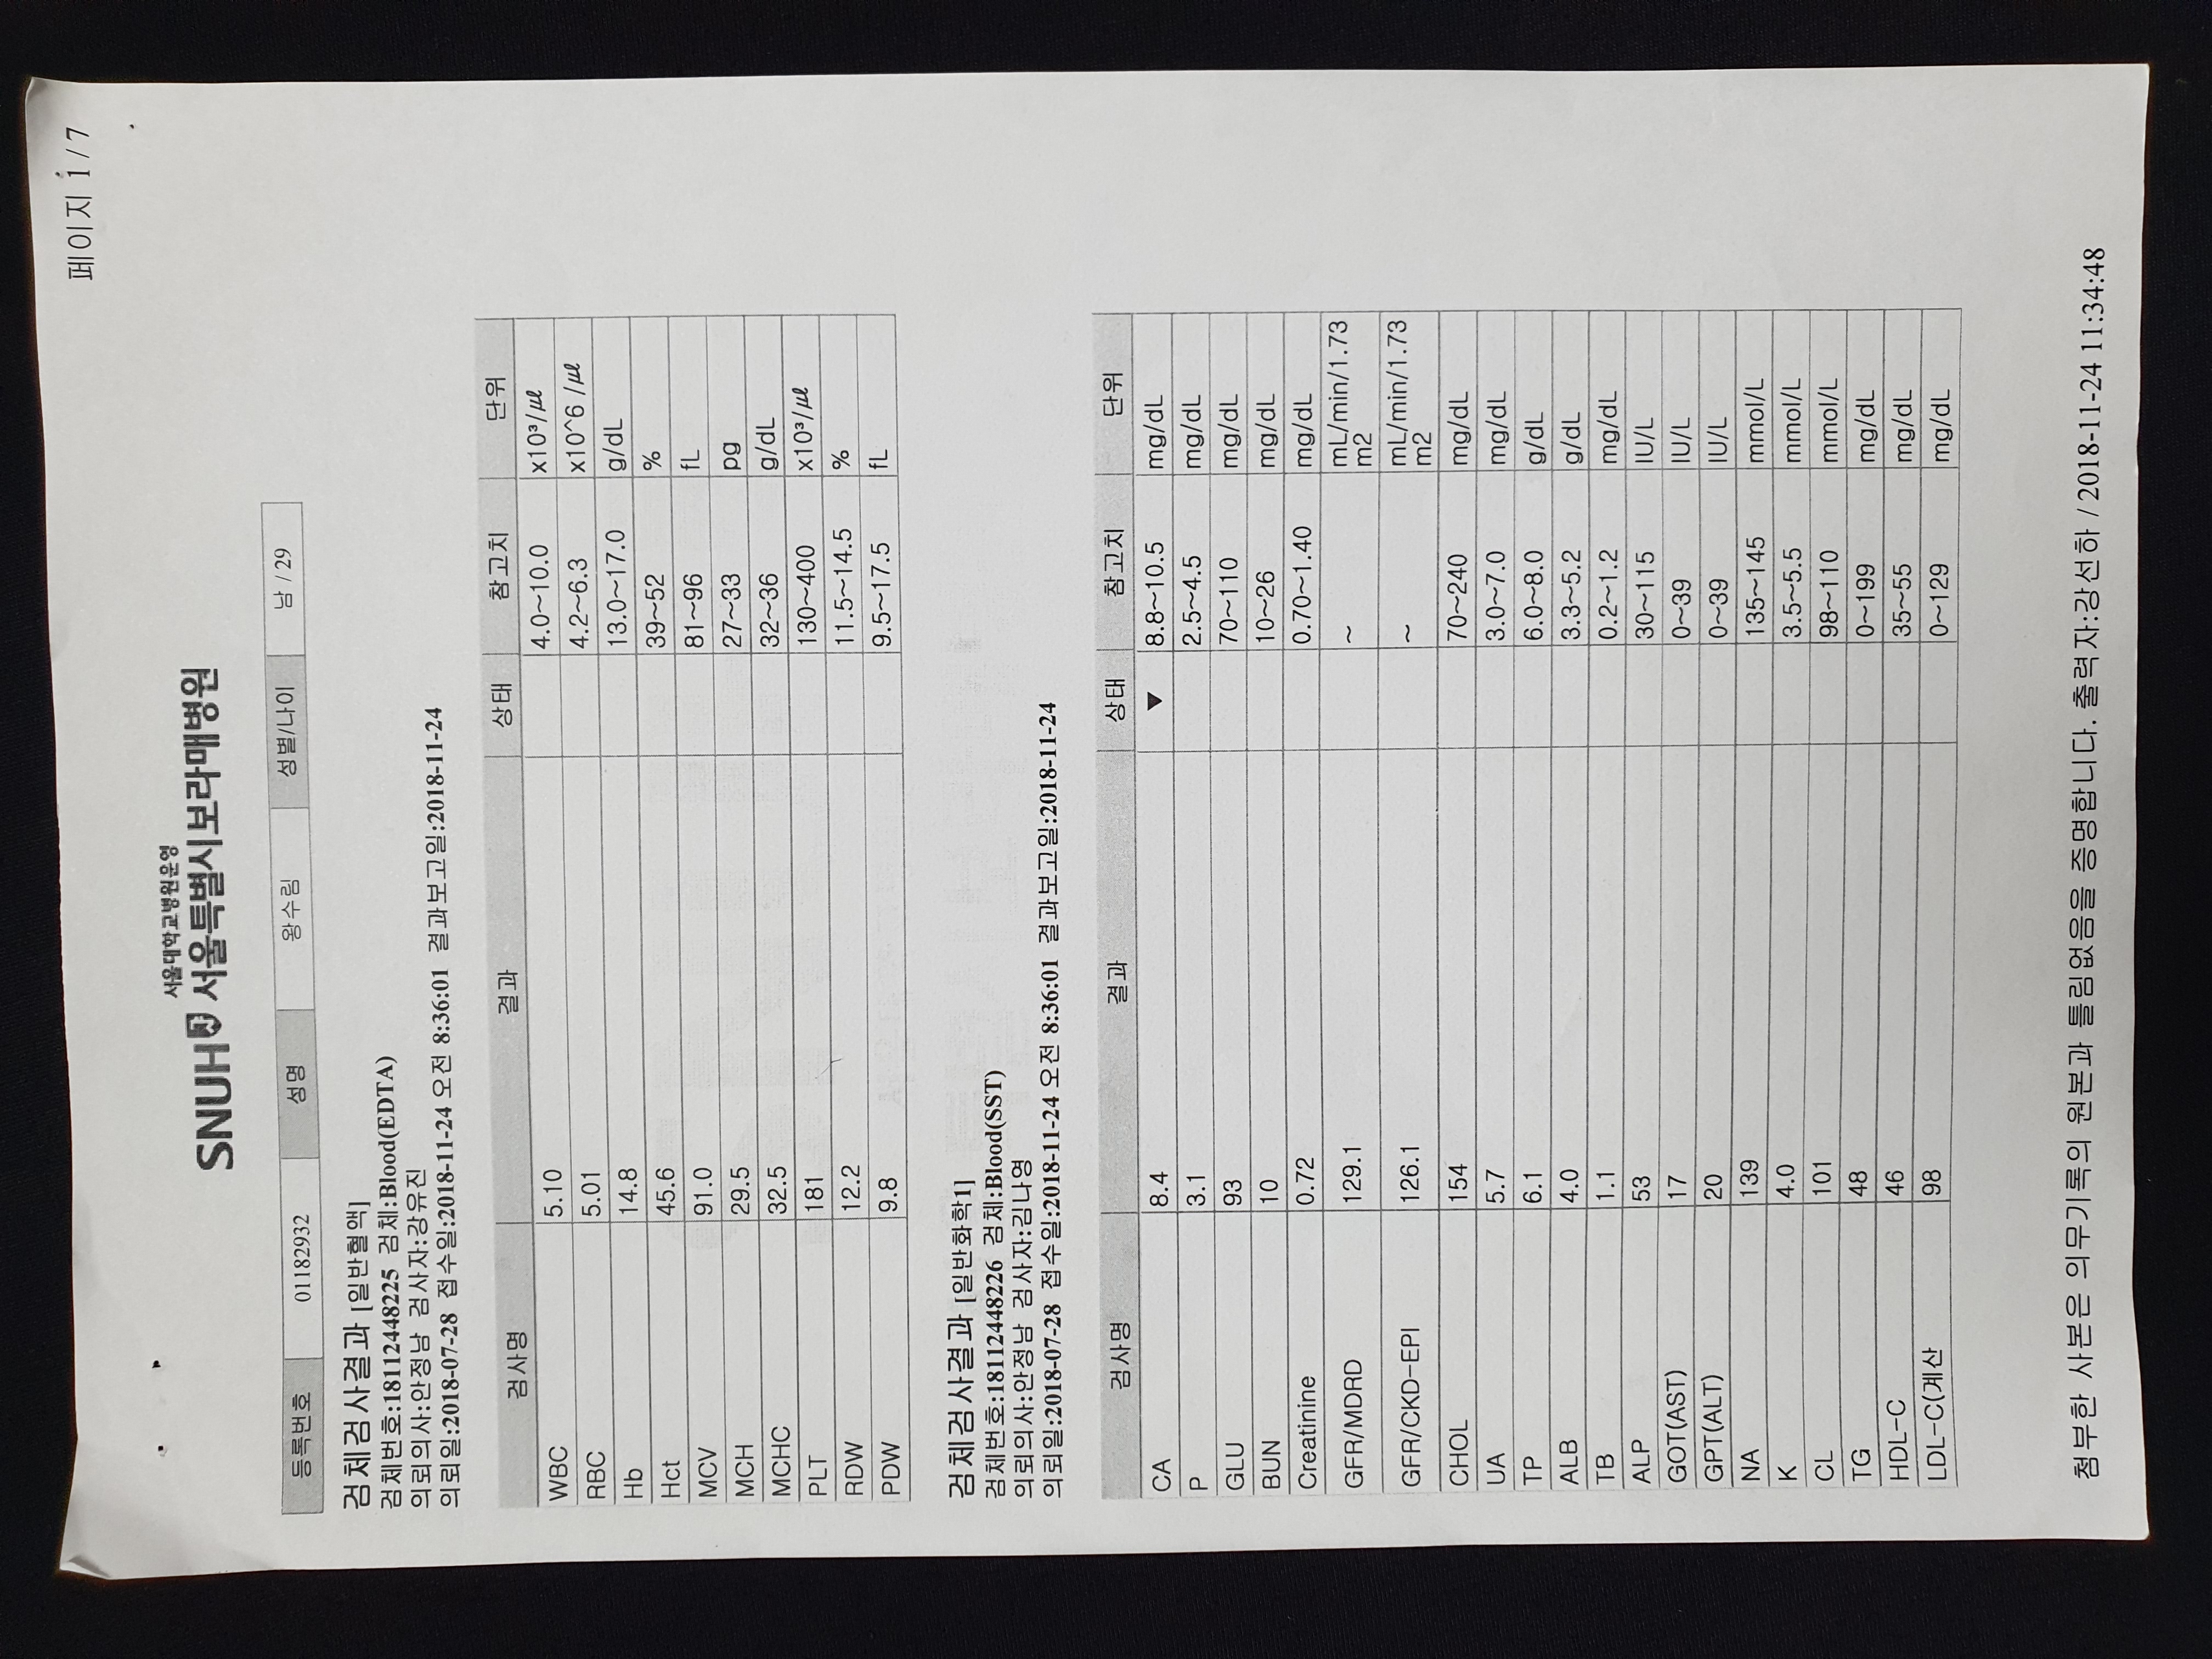 페이지 1 / 7
서울대학교병원운영
SNUH 서울특별시보라매병원
등록번호 01182932 성명 왕수림 성별/나이 남 / 29
검체검사결과 [일반혈액]
검체번호:18112448225 검체:Blood(EDTA)
의뢰의사:안정남 검사자:강유진
의뢰일:2018-07-28 접수일:2018-11-24 오전 8:36:01 결과보고일:2018-11-24
검사명 결과 상태 참고치 단위
WBC 5.10 4.0~10.0 x10³/㎕
RBC 5.01 4.2~6.3 x10^6 /㎕
Hb 14.8 13.0~17.0 g/dL
Hct 45.6 39~52 %
MCV 91.0 81~96 fL
MCH 29.5 27~33 pg
MCHC 32.5 32~36 g/dL
PLT 181 130~400 x10³/㎕
RDW 12.2 11.5~14.5 %
PDW 9.8 9.5~17.5 fL
검체검사결과 [일반화학1]
검체번호:18112448226 검체:Blood(SST)
의뢰의사:안정남 검사자:김나영
의뢰일:2018-07-28 접수일:2018-11-24 오전 8:36:01 결과보고일:2018-11-24
검사명 결과 상태 참고치 단위
CA 8.4 ▼ 8.8~10.5 mg/dL
P 3.1 2.5~4.5 mg/dL
GLU 93 70~110 mg/dL
BUN 10 10~26 mg/dL
Creatinine 0.72 0.70~1.40 mg/dL
GFR/MDRD 129.1 ~ mL/min/1.73
m2
GFR/CKD-EPI 126.1 ~ mL/min/1.73
m2
CHOL 154 70~240 mg/dL
UA 5.7 3.0~7.0 mg/dL
TP 6.1 6.0~8.0 g/dL
ALB 4.0 3.3~5.2 g/dL
TB 1.1 0.2~1.2 mg/dL
ALP 53 30~115 IU/L
GOT(AST) 17 0~39 IU/L
GPT(ALT) 20 0~39 IU/L
NA 139 135~145 mmol/L
K 4.0 3.5~5.5 mmol/L
CL 101 98~110 mmol/L
TG 48 0~199 mg/dL
HDL-C 46 35~55 mg/dL
LDL-C(계산 98 0~129 mg/dL
첨부한 사본은 의무기록의 원본과 틀림없음을 증명합니다. 출력자:강선하 / 2018-11-24 11:34:48